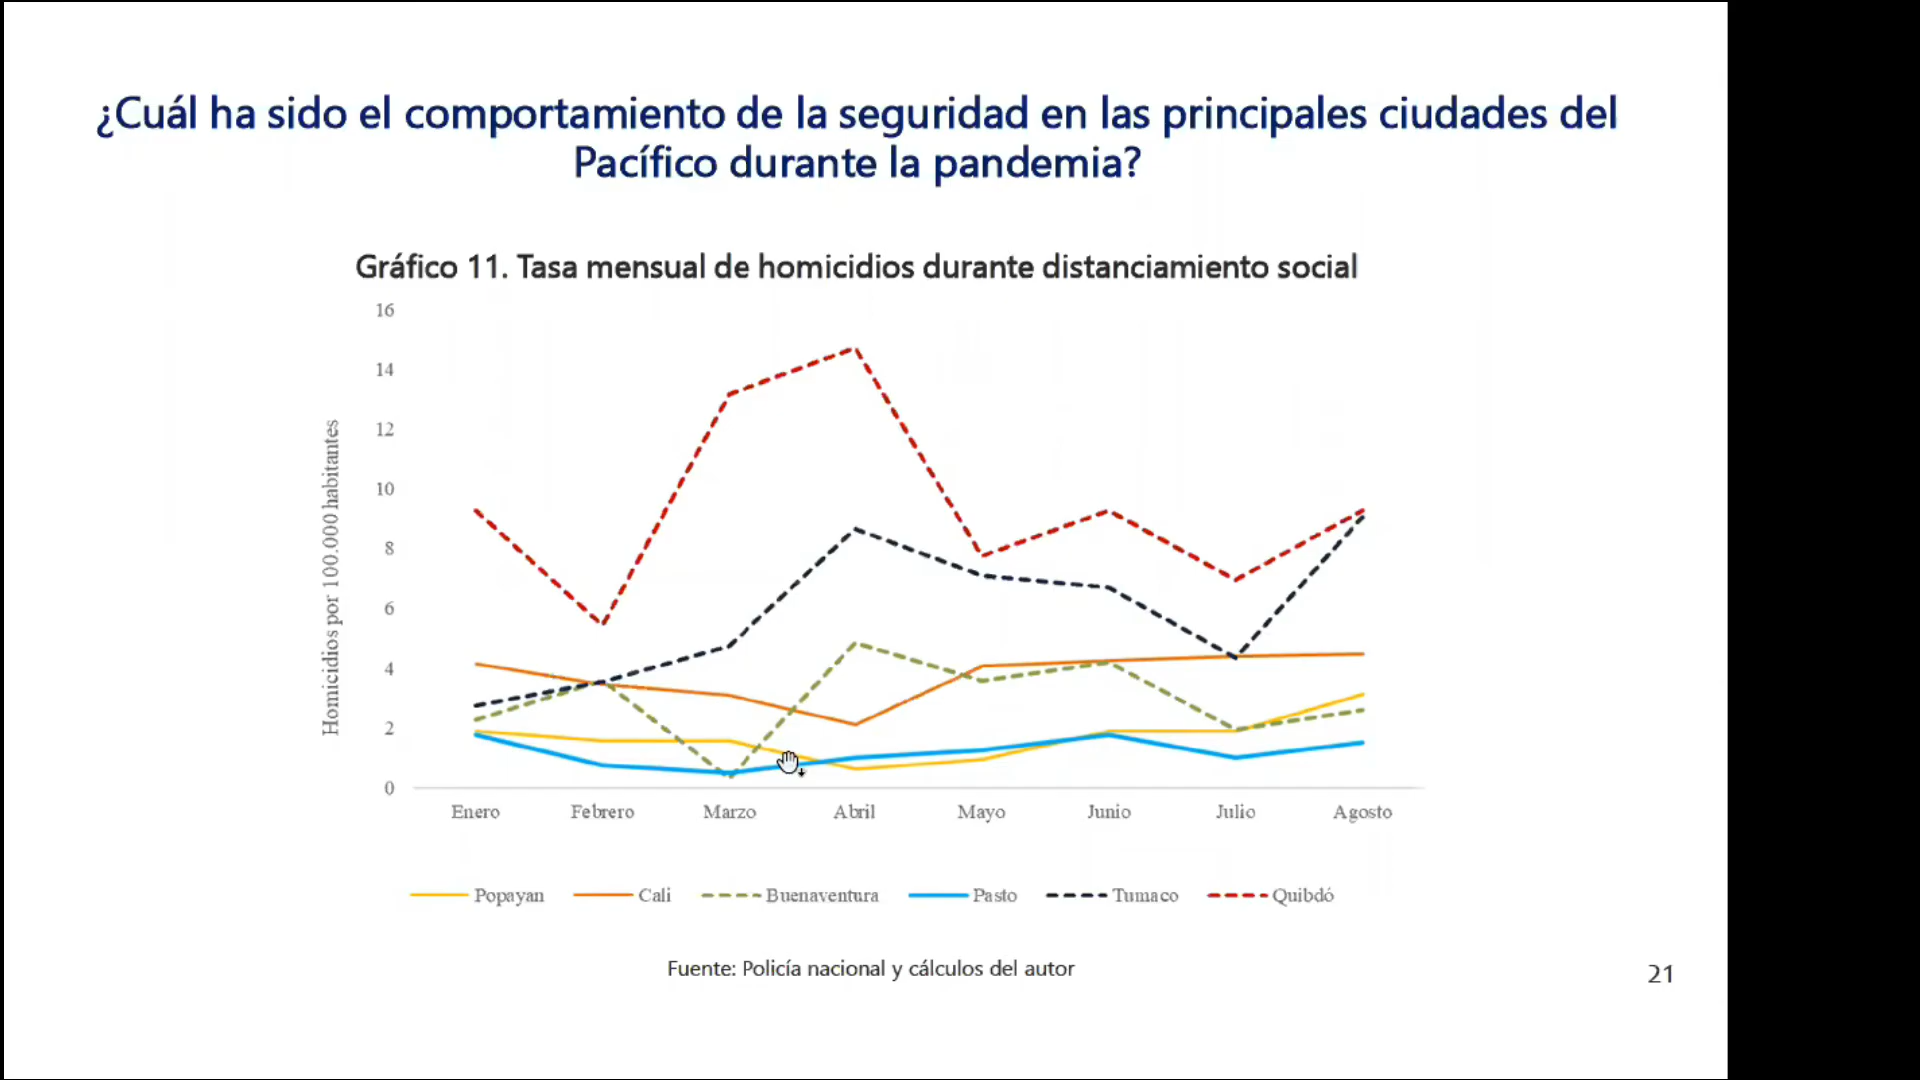 ¿Cuál ha sido el comportamiento de la seguridad en las principales ciudades del
Pacífico durante la pandemia?
Gráfico 11. Tasa mensual de homicidios durante distanciamiento social
Homicidios por 100.000 habitantes
16
14
12
10
8
6
4
2
0
Enero Febrero Marzo Abril Mayo Junio Julio Agosto
Popayan Cali Buenaventura Pasto Tumaco Quibdó
Fuente: Policía nacional y cálculos del autor
21